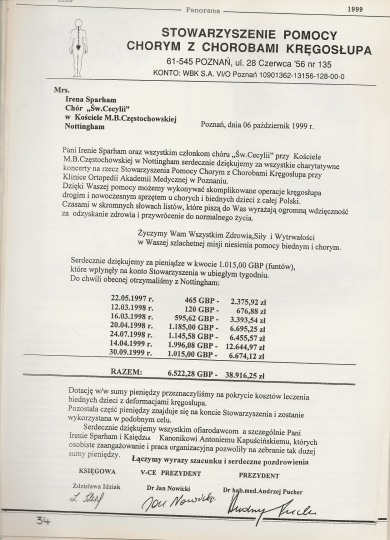 Panorama
1999
STOWARZYSZENIE POMOCY
CHORYM Z CHOROBAMI KRĘGOSŁUPA
61-545 POZNAŃ, ul. 28 Czerwca '56 nr 135
KONTO: WBK S.A. VI/O Poznań 10901362-13156-128-00-0
Mrs.
Irena Sparham
Chór „Św.Cecylii”
w Kościele M.B.Częstochowskiej
Nottingham
Poznań, dnia 06 październik 1999 r.
Pani Irenie Sparham oraz wszystkim członkom chóru „Św.Cecylii” przy Kościele
M.B.Częstochowskiej w Nottingham serdecznie dziękujemy za wszystkie charytatywne
koncerty na rzecz Stowarzyszenia Pomocy Chorym z Chorobami Kręgosłupa przy
Klinice Ortopedii Akademii Medycznej w Poznaniu.
Dzięki Waszej pomocy możemy wykonywać skomplikowane operacje kręgosłupa
drogim i nowoczesnym sprzętem u chorych i biednych dzieci z całej Polski.
Czasami w skromnych słowach listów, które piszą do Was wyrażają ogromną wdzięczność
za odzyskanie zdrowia i przywrócenie do normalnego życia.
Życzymy Wam Wszystkim Zdrowia,Siły i Wytrwałości
w Waszej szlachetnej misji niesienia pomocy biednym i chorym.
Serdecznie dziękujemy za pieniądze w kwocie 1.015,00 GBP (funtów),
które wpłynęły na konto Stowarzyszenia w ubiegłym tygodniu.
Do chwili obecnej otrzymaliśmy z Nottingham:
22.05.1997 r. 465 GBP - 2.375,92 zł
12.03.1998 r. 120 GBP - 676,88 zł
16.03.1998 r. 595,62 GBP - 3.393,54 zł
20.04.1998 r. 1.185,00 GBP - 6.695,25 zł
24.07.1998 r. 1.145,58 GBP - 6.455,57 zł
14.04.1999 r. 1.996,08 GBP - 12.644,97 zł
30.09.1999 r. 1.015,00 GBP - 6.674,12 zł
RAZEM: 6.522,28 GBP - 38.916,25 zł
Dotację w/w sumy pieniędzy przeznaczyliśmy na pokrycie kosztów leczenia
biednych dzieci z deformacjami kręgosłupa.
Pozostała część pieniędzy znajduje się na koncie Stowarzyszenia i zostanie
wykorzystana w podobnym celu.
Serdecznie dziękujemy wszystkim ofiarodawcom a szczególnie Pani
Irenie Sparham i Księdzu Kanonikowi Antoniemu Kapuścińskiemu, których
osobiste zaangażowanie i praca organizacyjna pozwoliły na zebranie tak dużej
sumy pieniędzy.
Łączymy wyrazy szacunku i serdeczne pozdrowienia
KSIĘGOWA V-CE PREZYDENT PREZYDENT
Zdzisława Idziak Dr Jan Nowicki Dr hab.med.Andrzej Pucher
Jan Nowicki
34